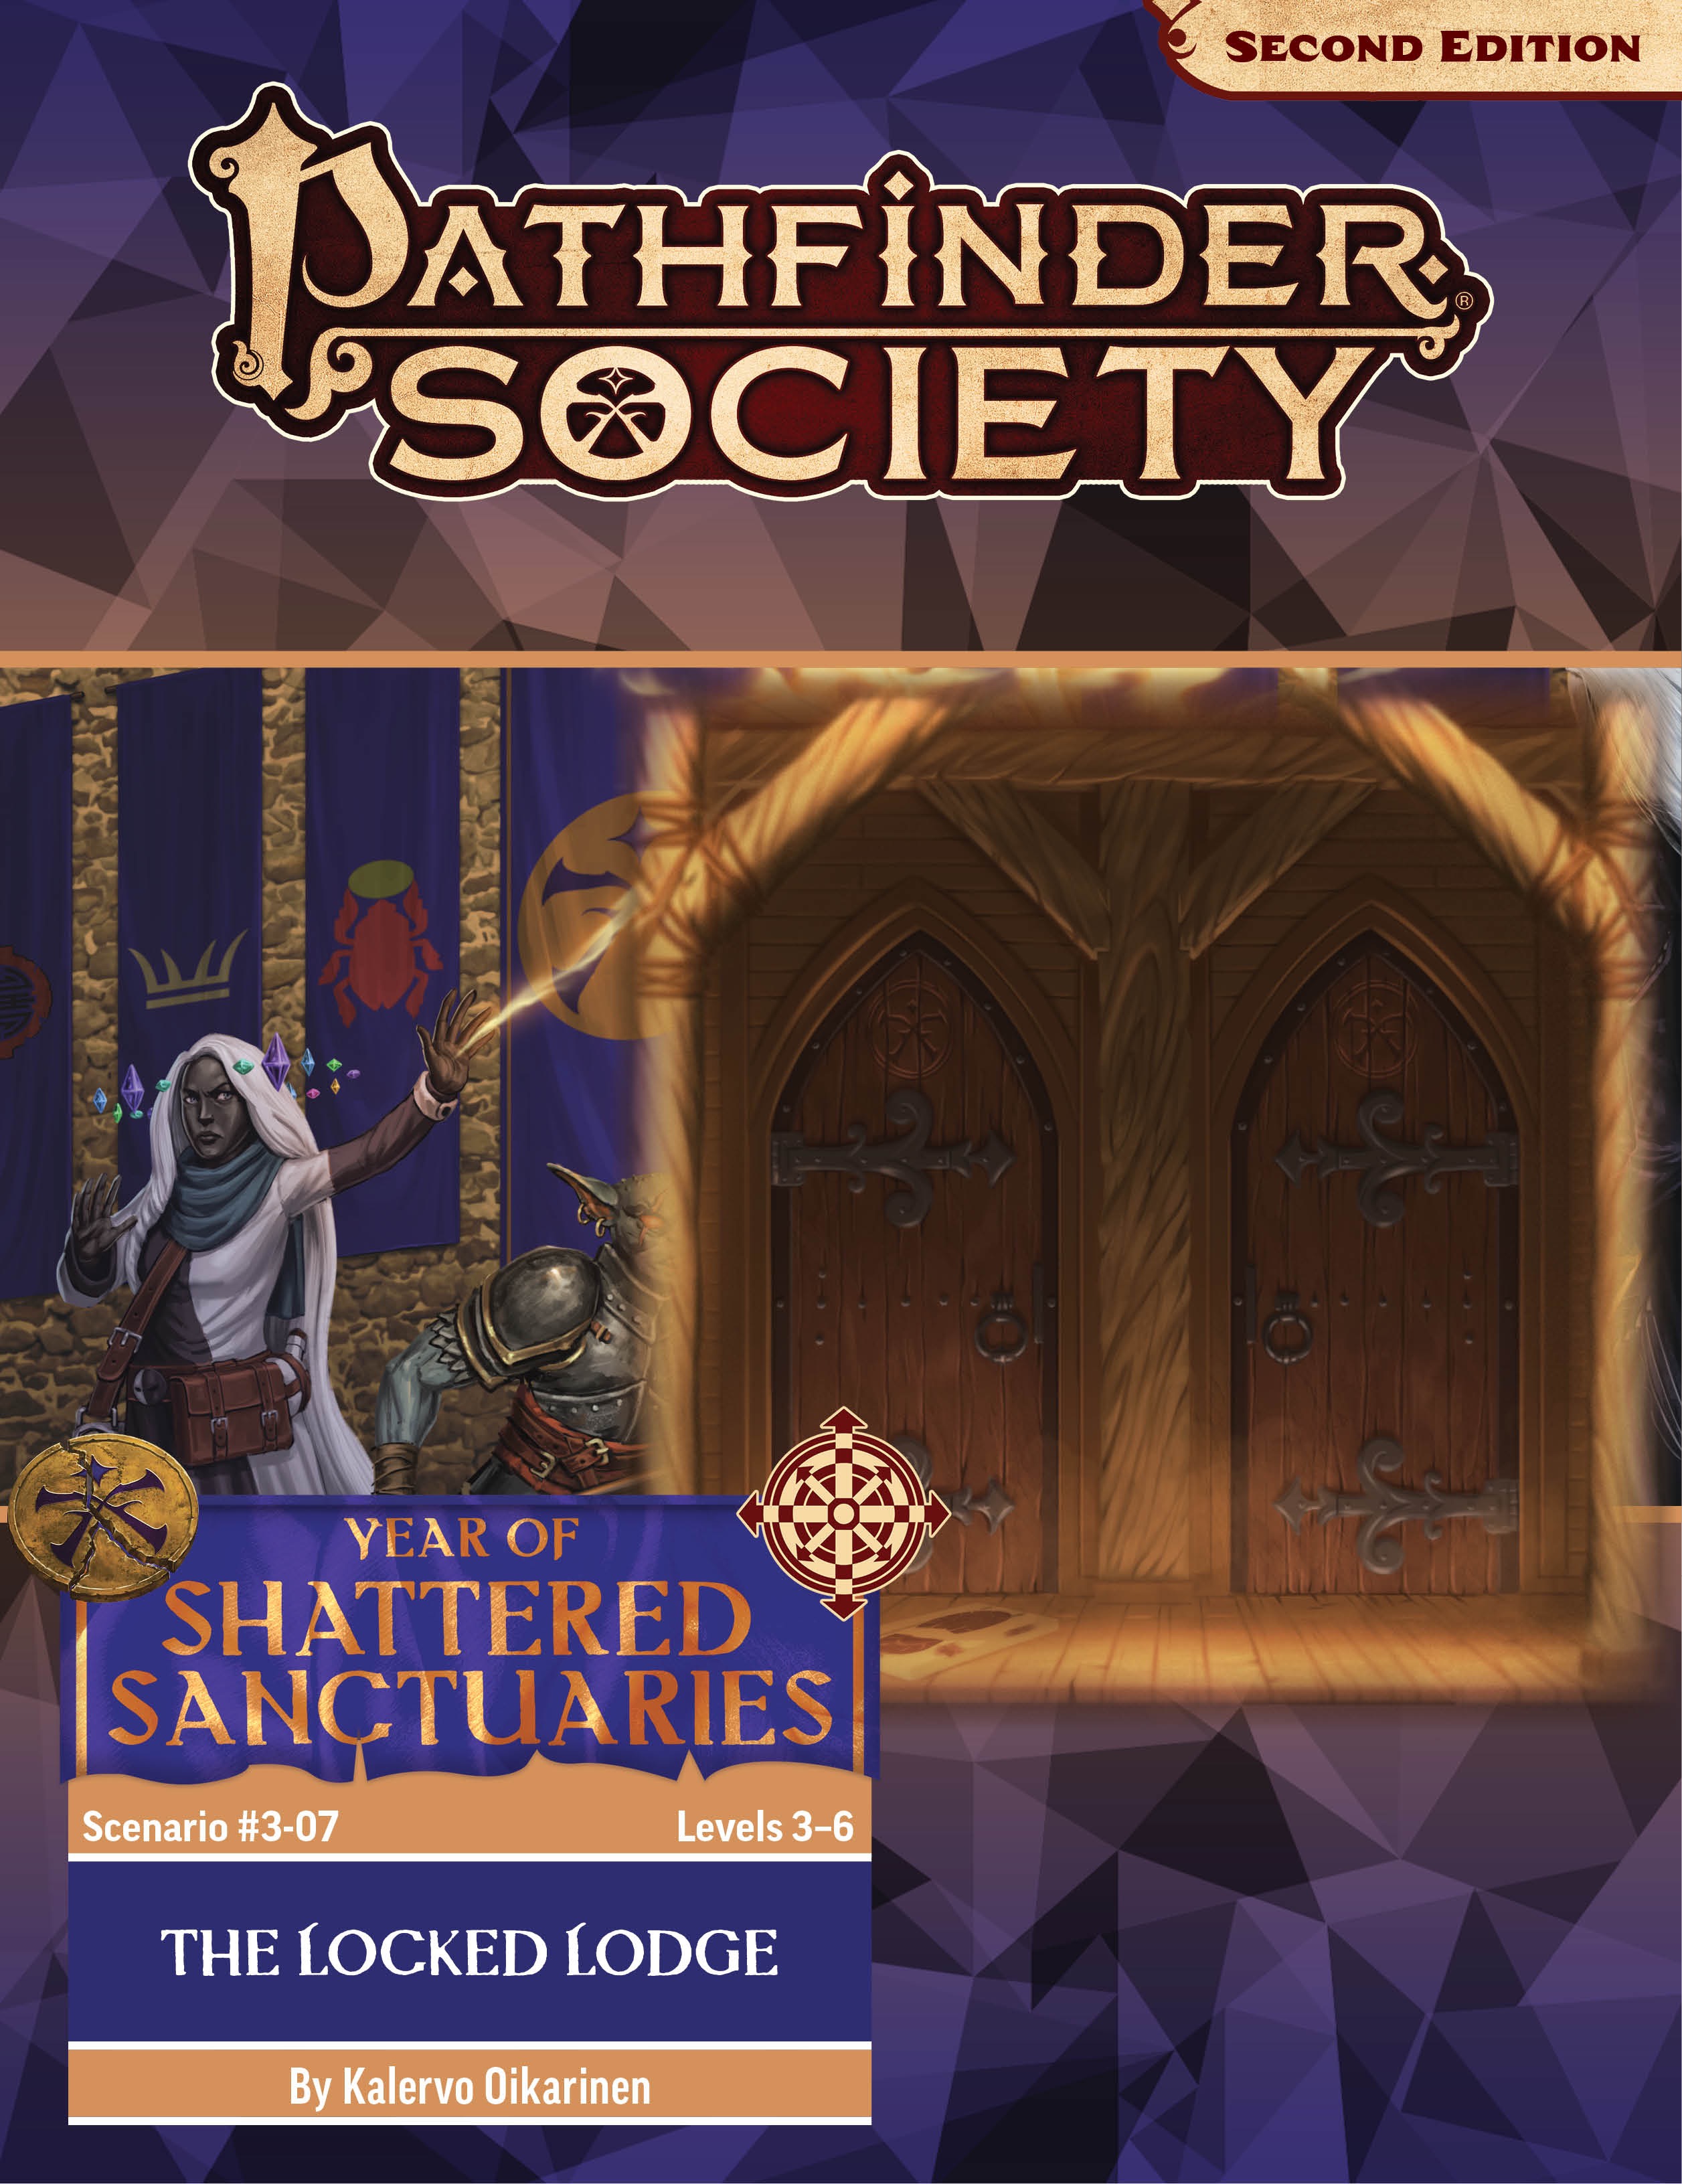 SECOND EDITION
PATHFINDER®
SOCIETY
YEAR OF
SHATTERED
SANCTUARIES
Scenario #3-07
Levels 3–6
THE LOCKED LODGE
By Kalervo Oikarinen